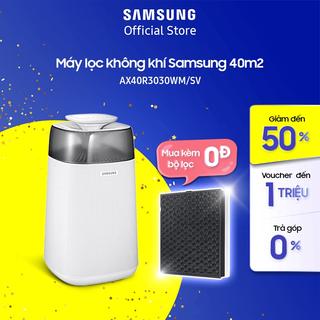 SAMSUNG
Official Store
Máy lọc không khí Samsung 40m2
AX40R3030WM/SV
Giảm đến
50%
Mua kèm
bộ lọc
0Đ
Voucher đến
1 TRIỆU
Trả góp
0%
SAMSUNG